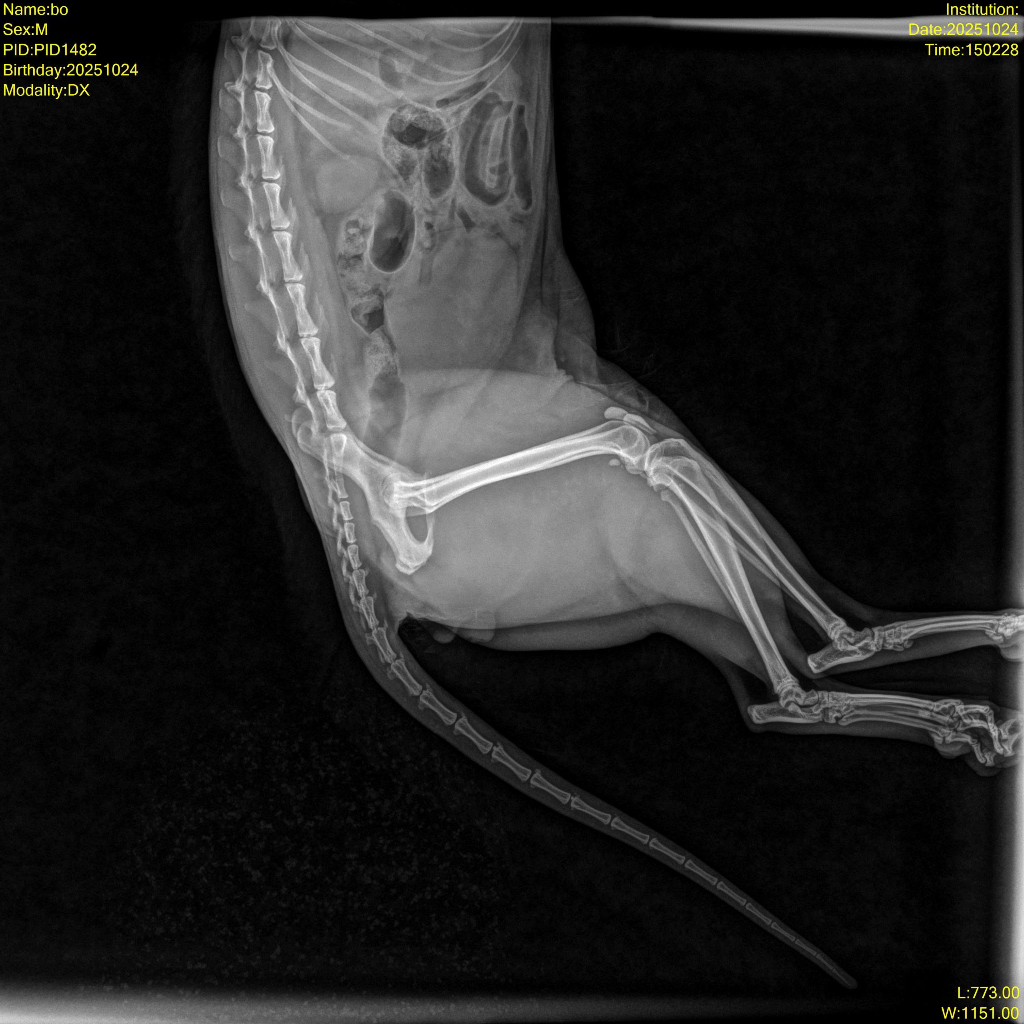 Name:bo
Sex:M
PID:PID1482
Birthday:20251024
Modality:DX
Institution:
Date:20251024
Time:150228
L:773.00
W:1151.00